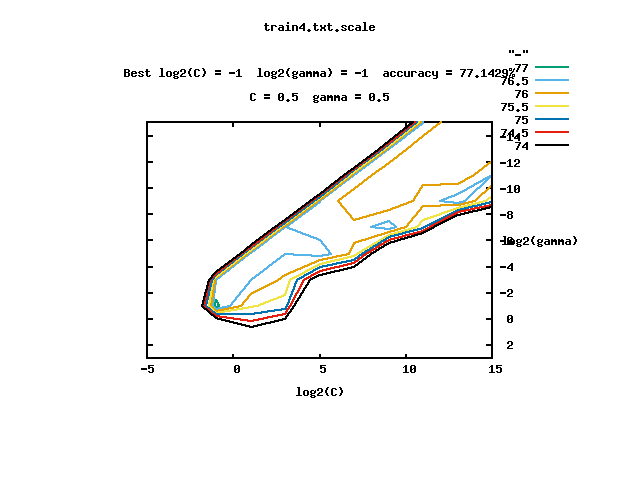 train4.txt.scale
"-"
Best log2(C) = -1  log2(gamma) = -1  accuracy = 77.1429%
77
76.5
C = 0.5  gamma = 0.5
76
75.5
75
74.5
74
-14
-12
-10
-8
-6
log2(gamma)
-4
-2
0
2
-5 0 5 10 15
log2(C)